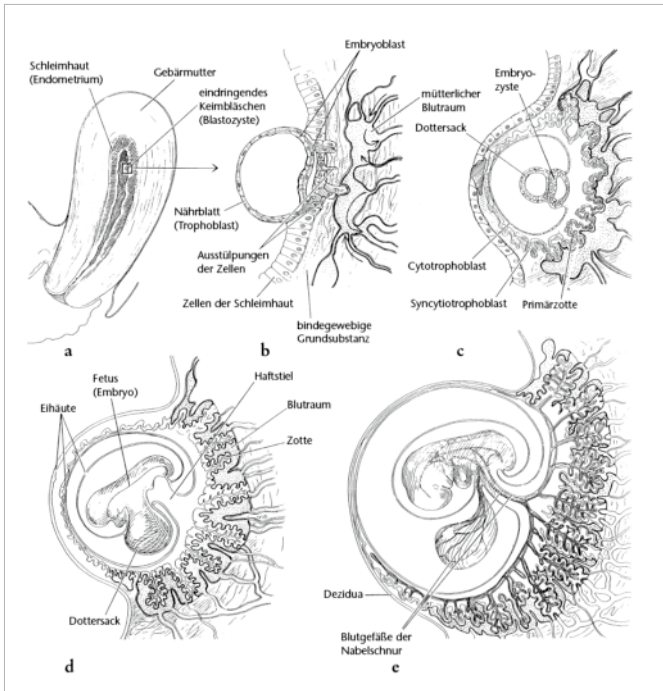 Schleimhaut
(Endometrium)
Gebärmutter
eindringendes
Keimbläschen
(Blastozyste)
Embryoblast
mütterlicher
Blutraum
Nährblatt
(Trophoblast)
Ausstülpungen
der Zellen
Zellen der Schleimhaut
bindegewebige
Grundsubstanz
Embryo-
zyste
Dottersack
Cytotrophoblast
Syncytiotrophoblast
Primärzotte
a
b
c
Fetus
(Embryo)
Haftstiel
Eihäute
Blutraum
Zotte
Dottersack
Dezidua
Blutgefäße der
Nabelschnur
d
e